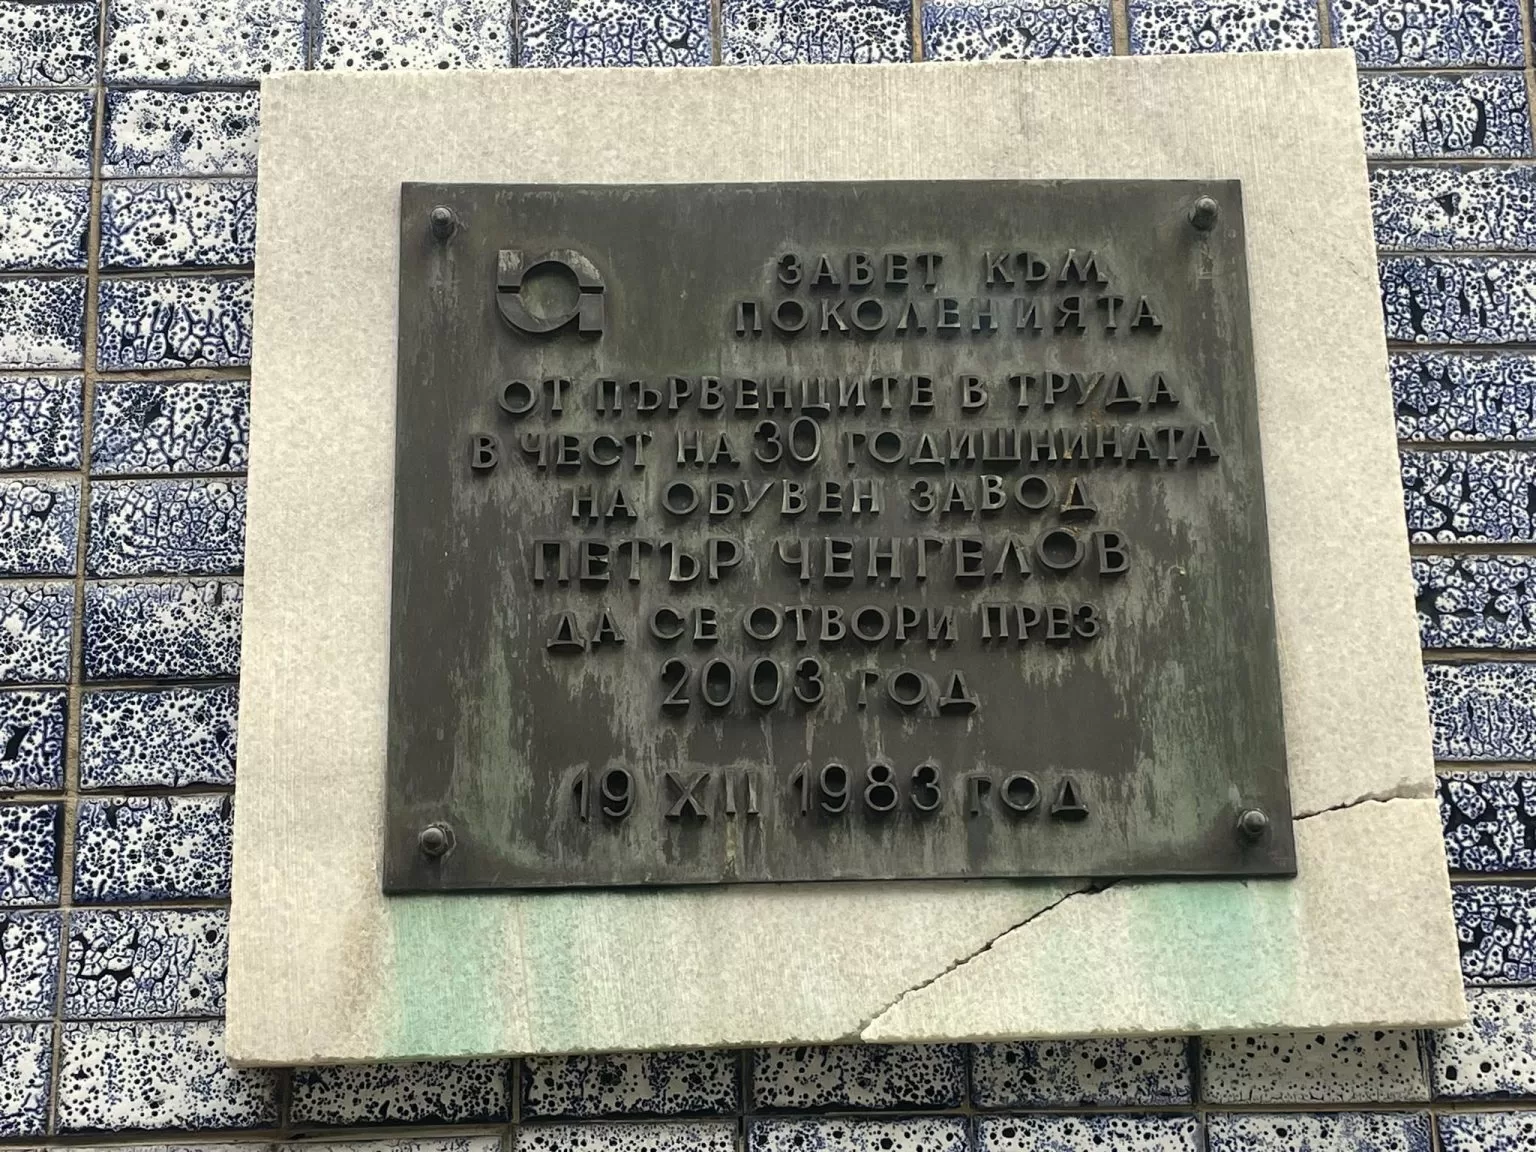 ЗАВЕТ КЪМ
ПОКОЛЕНИЯТА
ОТ ПЪРВЕНЦИТЕ В ТРУДА
В ЧЕСТ НА 30 ГОДИШНИНАТА
НА ОБУВЕН ЗАВОД
ПЕТЪР ЧЕНГЕЛОВ
ДА СЕ ОТВОРИ ПРЕЗ
2003 ГОД
19 XII 1983 ГОД